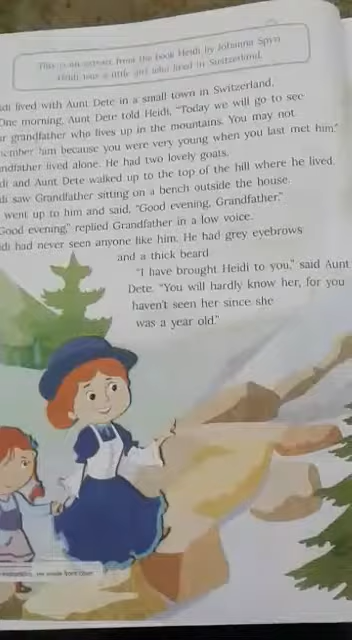 This is an extract from the book Heidi by Johanna Spyri.
Heidi was a little girl who lived in Switzerland.
di lived with Aunt Dete in a small town in Switzerland.
One morning, Aunt Dete told Heidi, "Today we will go to see
r grandfather who lives up in the mountains. You may not
ember him because you were very young when you last met him."
ndfather lived alone. He had two lovely goats.
di and Aunt Dete walked up to the top of the hill where he lived.
di saw Grandfather sitting on a bench outside the house.
went up to him and said, "Good evening, Grandfather."
Good evening," replied Grandfather in a low voice.
di had never seen anyone like him. He had grey eyebrows
and a thick beard.
"I have brought Heidi to you," said Aunt
Dete. "You will hardly know her, for you
haven't seen her since she
was a year old."